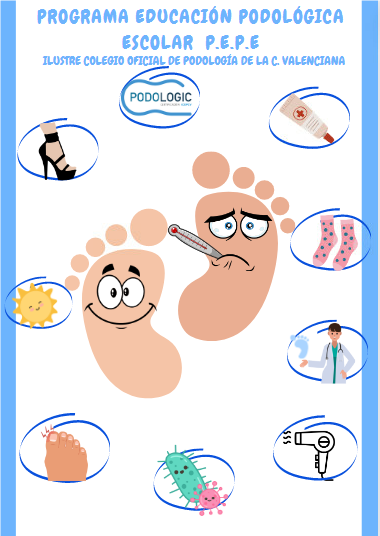 PROGRAMA EDUCACIÓN PODOLÓGICA
ESCOLAR P.E.P.E
ILUSTRE COLEGIO OFICIAL DE PODOLOGÍA DE LA C. VALENCIANA
PODOLOGIC